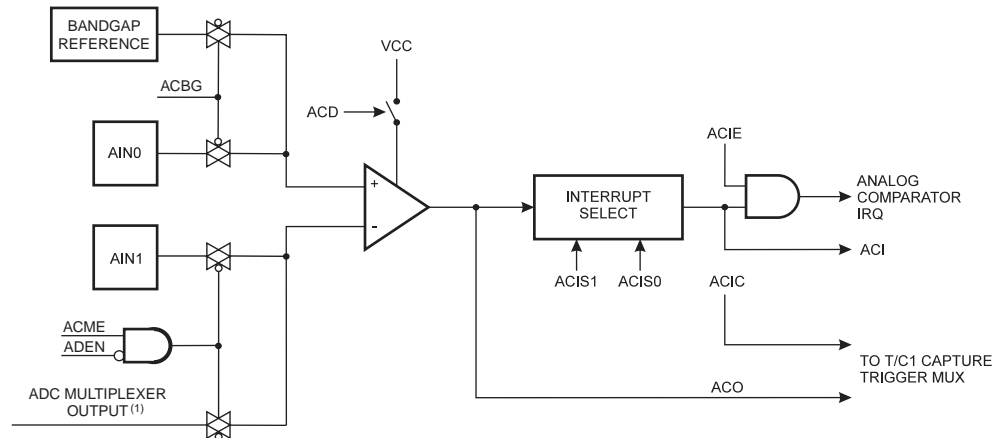 BANDGAP
REFERENCE
ACBG
AIN0
AIN1
ACME
ADEN
ADC MULTIPLEXER
OUTPUT (1)
VCC
ACD
+
-
INTERRUPT
SELECT
ACIS1 ACIS0
ACIE
ANALOG
COMPARATOR
IRQ
ACI
ACIC
TO T/C1 CAPTURE
TRIGGER MUX
ACO